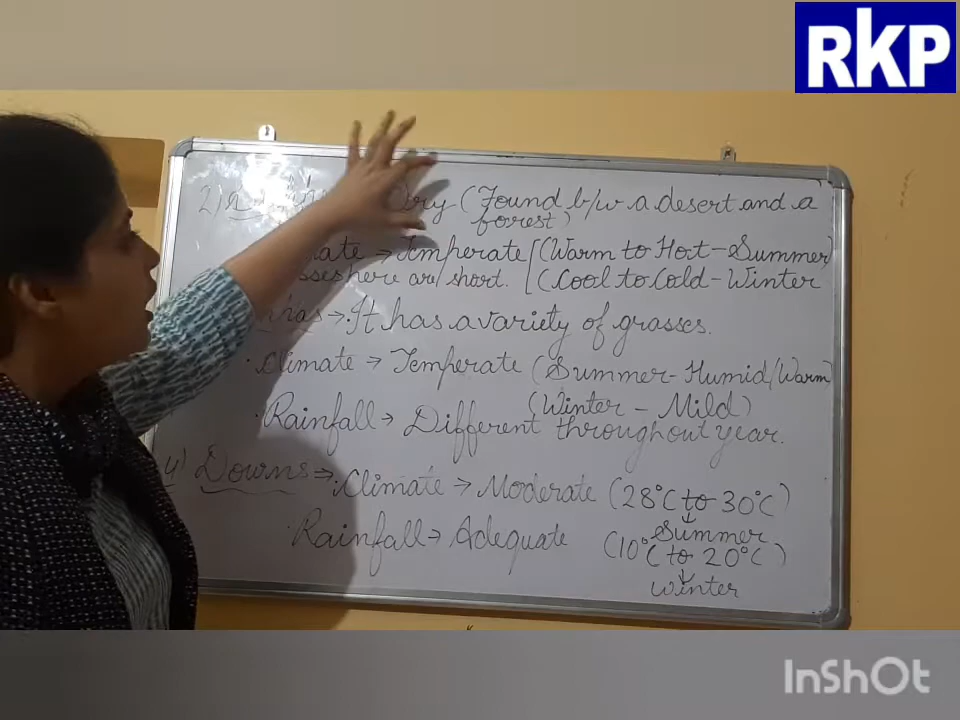 RKP
2) Dry (Found b/w a desert and a
forest)
→ Temperate [(Warm to Hot-Summer)
here are short. (Cool to Cold-Winter
→ It has a variety of grasses.
Climate → Temperate (Summer- Humid/Warm)
(Winter - Mild)
Rainfall → Different throughout year.
4) Downs ⇒ Climate → Moderate (28°C to 30°C)
Summer
Rainfall → Adequate (10°C to 20°C)
Winter
InShOt